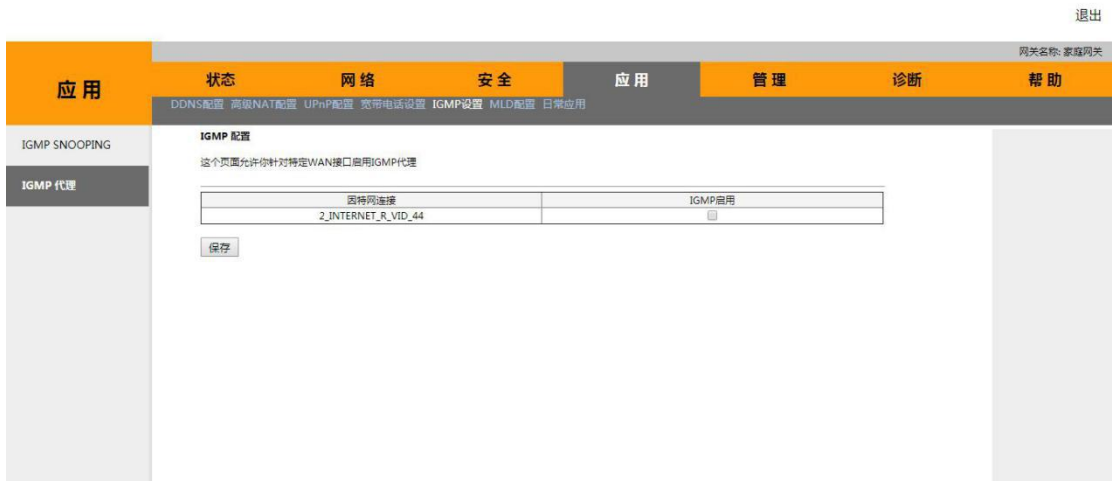 退出
网关名称: 家庭网关
应 用
状态 网 络 安 全 应 用 管 理 诊断 帮 助
DDNS配置 高级NAT配置 UPnP配置 宽带电话设置 IGMP设置 MLD配置 日常应用
IGMP SNOOPING
IGMP 代理
IGMP 配置
这个页面允许你针对特定WAN接口启用IGMP代理
因特网连接 IGMP启用
2_INTERNET_R_VID_44
保存